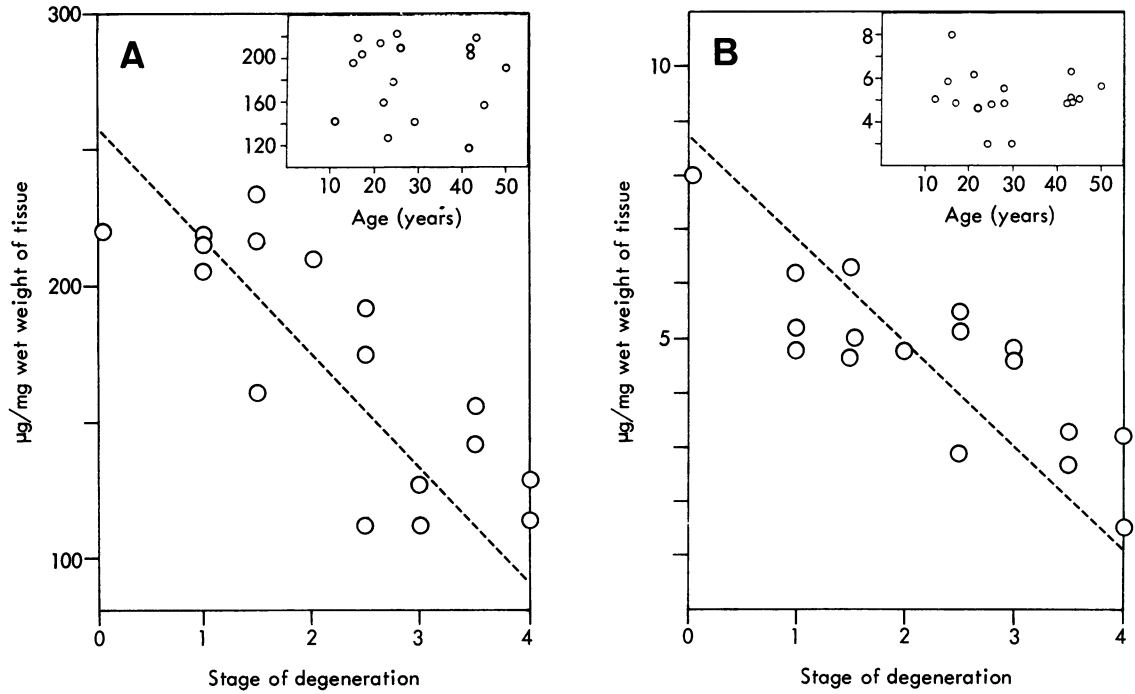 A
300
200
100
µg/mg wet weight of tissue
0 1 2 3 4
Stage of degeneration
200
160
120
10 20 30 40 50
Age (years)
B
10
5
µg/mg wet weight of tissue
0 1 2 3 4
Stage of degeneration
8
6
4
10 20 30 40 50
Age (years)